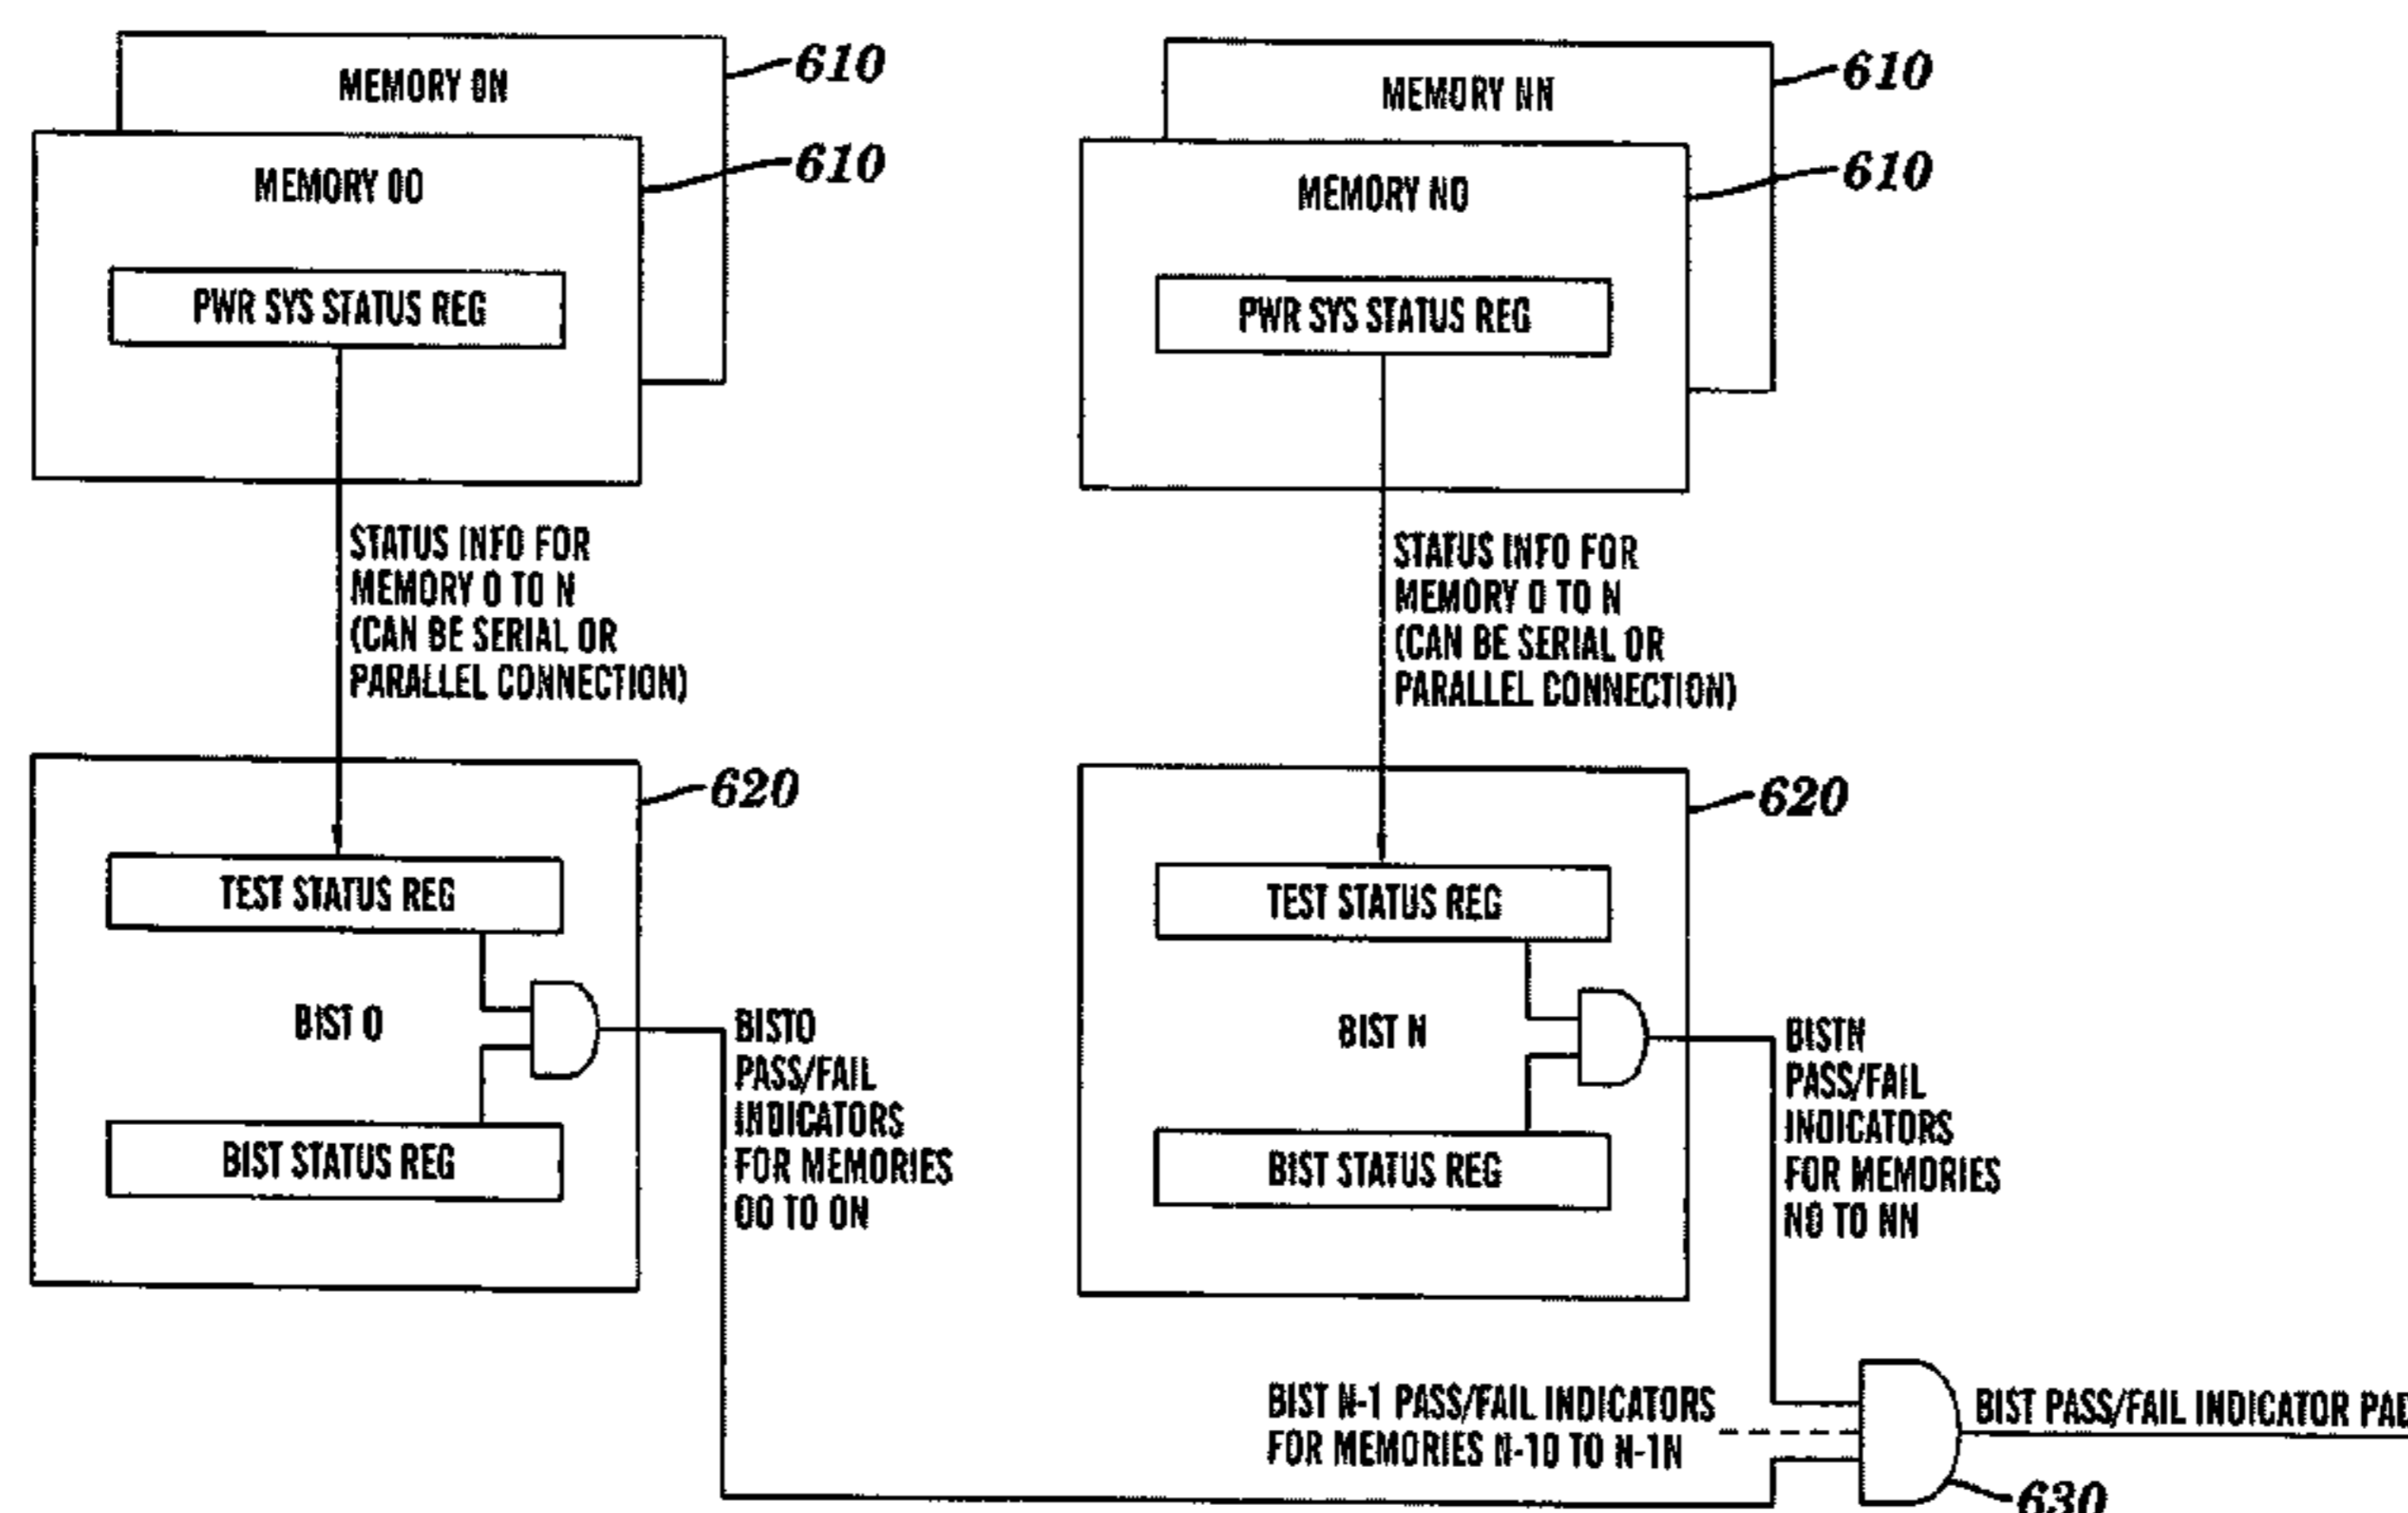 MEMORY 0N
610
MEMORY 00
610
PWR SYS STATUS REG
STATUS INFO FOR
MEMORY 0 TO N
(CAN BE SERIAL OR
PARALLEL CONNECTION)
620
TEST STATUS REG
BIST 0
BIST STATUS REG
BIST0
PASS/FAIL
INDICATORS
FOR MEMORIES
00 TO 0N
MEMORY NN
610
MEMORY N0
610
PWR SYS STATUS REG
STATUS INFO FOR
MEMORY 0 TO N
(CAN BE SERIAL OR
PARALLEL CONNECTION)
620
TEST STATUS REG
BIST N
BIST STATUS REG
BISTN
PASS/FAIL
INDICATORS
FOR MEMORIES
N0 TO NN
BIST N-1 PASS/FAIL INDICATORS
FOR MEMORIES N-10 TO N-1N
BIST PASS/FAIL INDICATOR PAD
630